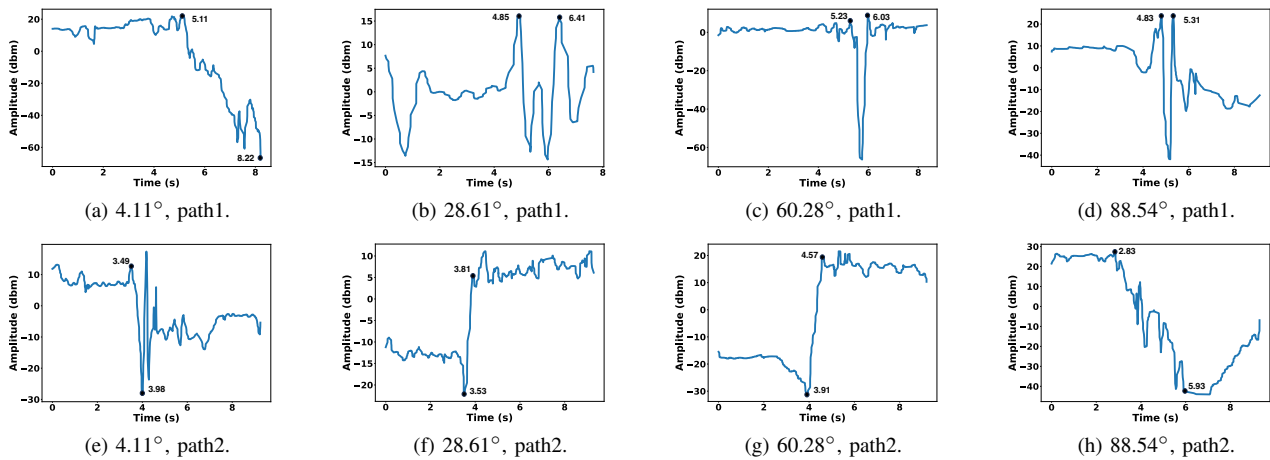 Amplitude (dbm)
20
0
−20
−40
−60
5.11
8.22
0 2 4 6 8
Time (s)
(a) 4.11°, path1.
Amplitude (dbm)
15
10
5
0
−5
−10
−15
4.85
6.41
0 2 4 6 8
Time (s)
(b) 28.61°, path1.
Amplitude (dbm)
0
−20
−40
−60
5.23
6.03
0 2 4 6 8
Time (s)
(c) 60.28°, path1.
Amplitude (dbm)
20
10
0
−10
−20
−30
−40
4.83
5.31
0 2 4 6 8
Time (s)
(d) 88.54°, path1.
Amplitude (dbm)
10
0
−10
−20
−30
3.49
3.98
0 2 4 6 8
Time (s)
(e) 4.11°, path2.
Amplitude (dbm)
10
5
0
−5
−10
−15
−20
3.81
3.53
0 2 4 6 8
Time (s)
(f) 28.61°, path2.
Amplitude (dbm)
20
10
0
−10
−20
−30
4.57
3.91
0 2 4 6 8
Time (s)
(g) 60.28°, path2.
Amplitude (dbm)
30
20
10
0
−10
−20
−30
−40
2.83
5.93
0 2 4 6 8
Time (s)
(h) 88.54°, path2.